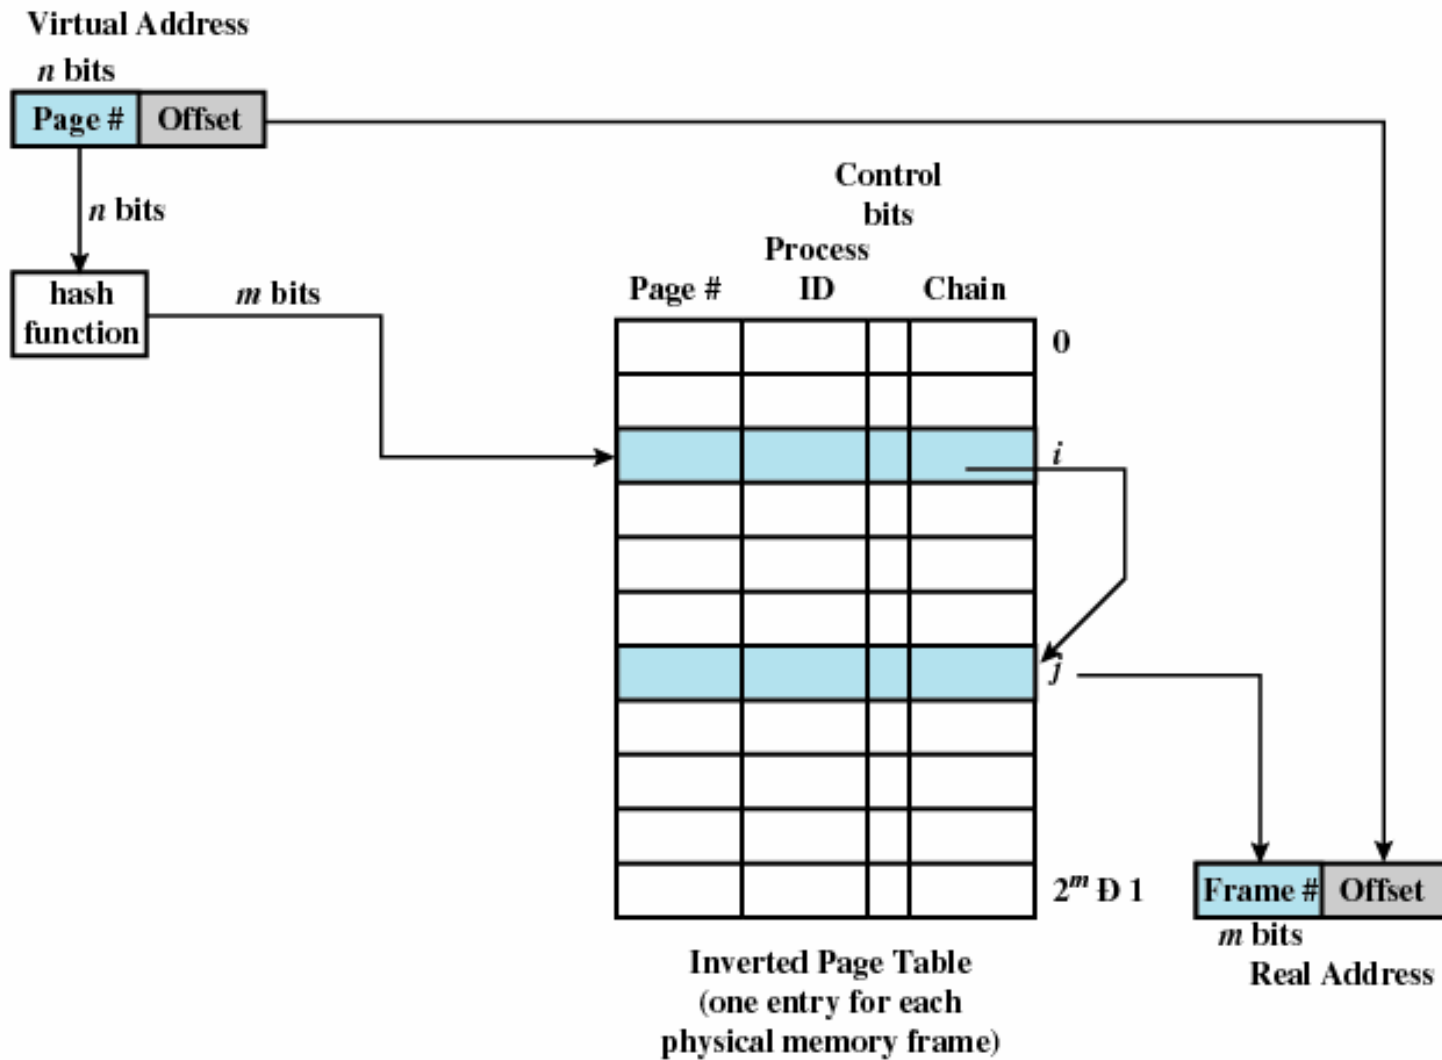 Virtual Address
n bits
Page # Offset
n bits
hash
function
m bits
Control
bits
Process
Page # ID Chain
0
i
j
2^m Đ 1
Frame # Offset
m bits
Real Address
Inverted Page Table
(one entry for each
physical memory frame)